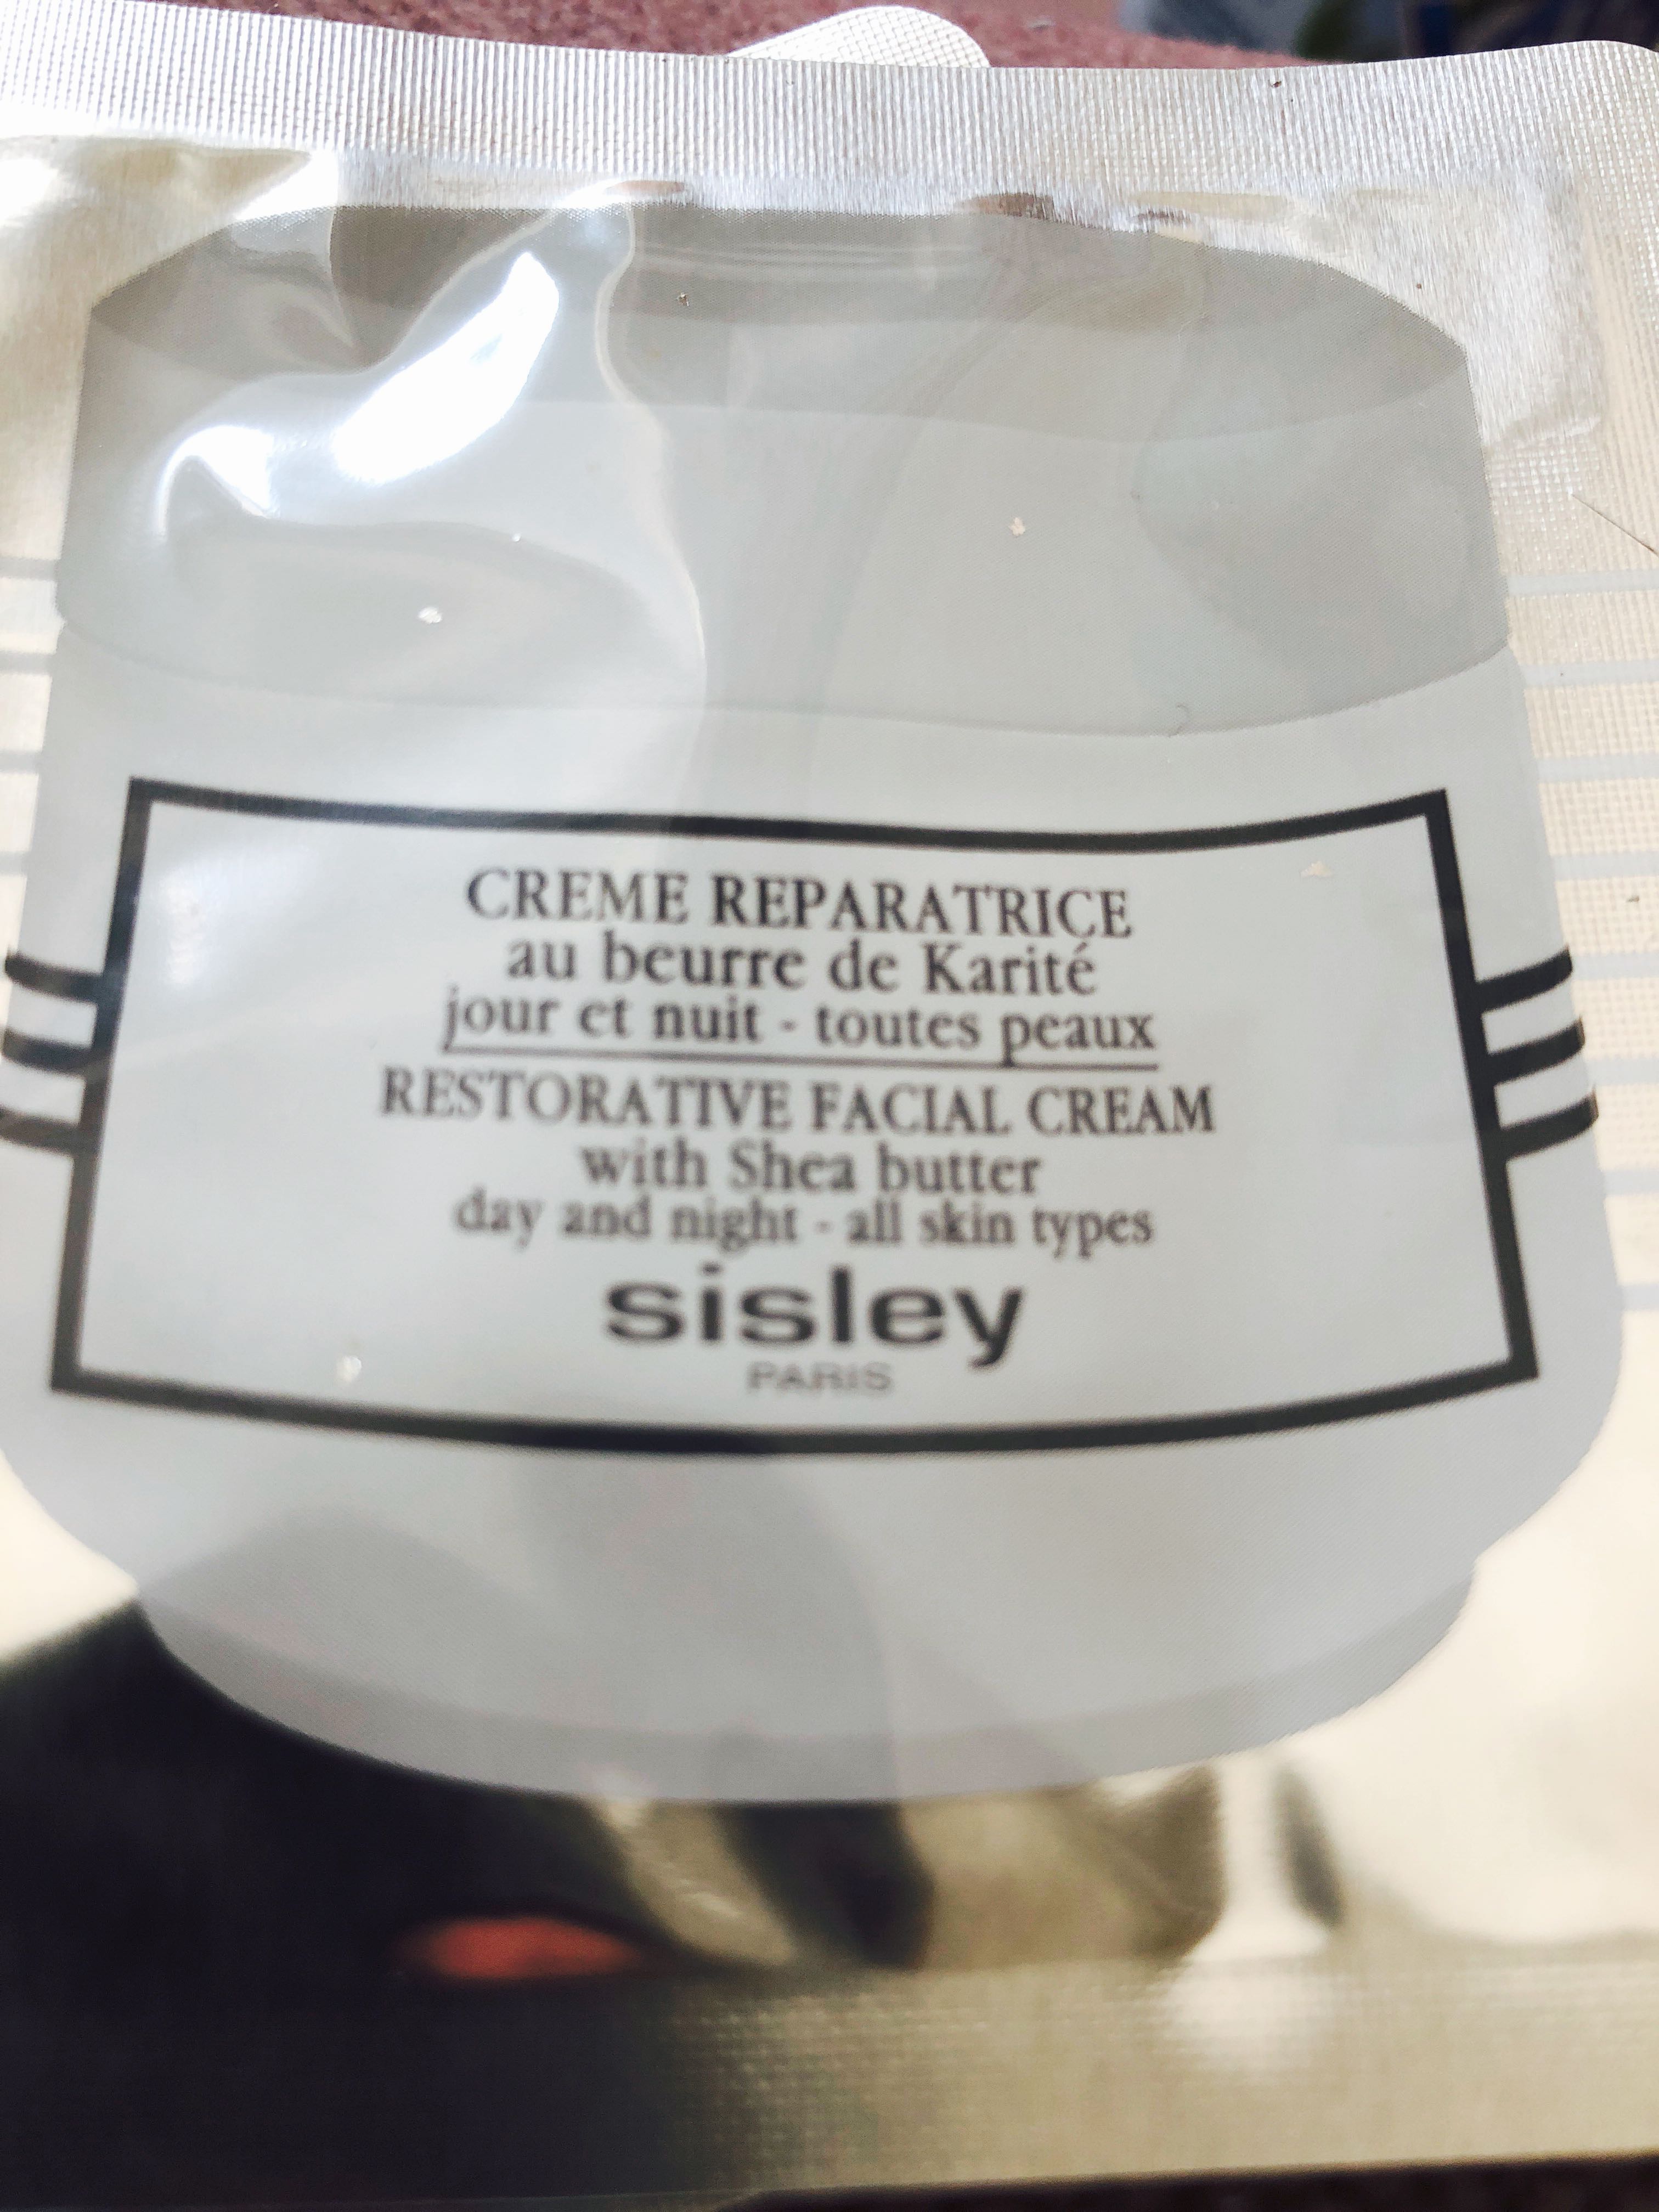 CREME REPARATRICE
au beurre de Karité
jour et nuit - toutes peaux
RESTORATIVE FACIAL CREAM
with Shea butter
day and night - all skin types
sisley
PARIS